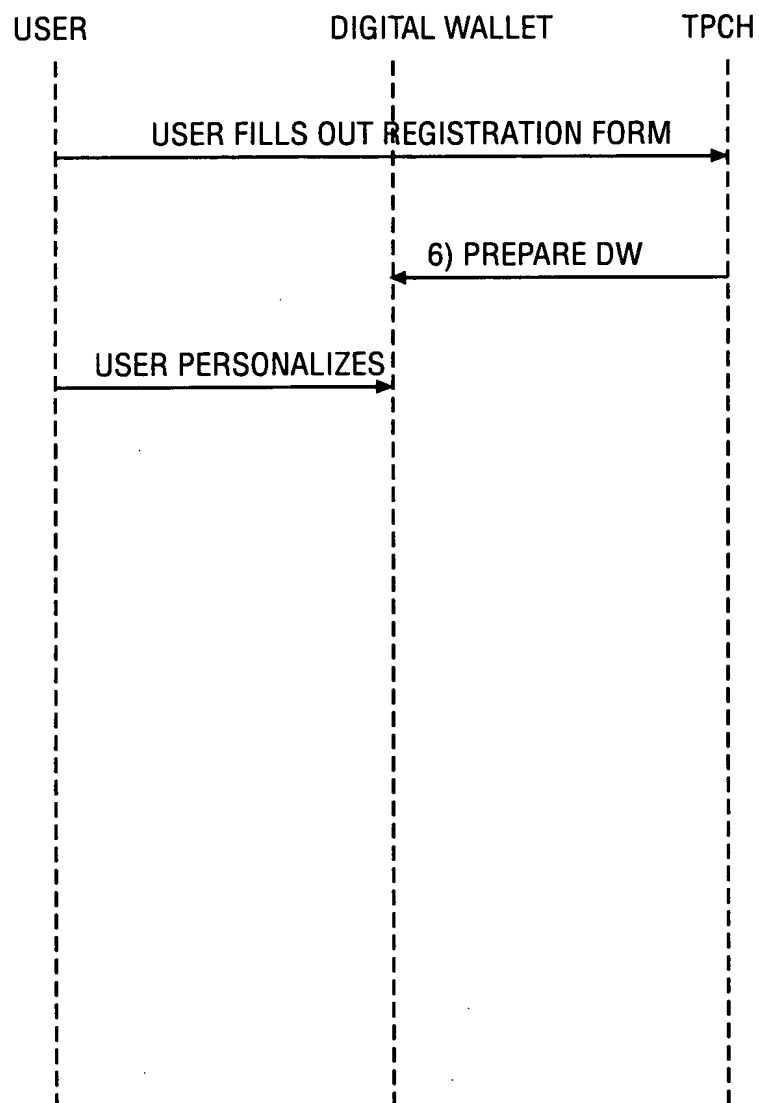 USER DIGITAL WALLET TPCH
USER FILLS OUT REGISTRATION FORM
6) PREPARE DW
USER PERSONALIZES